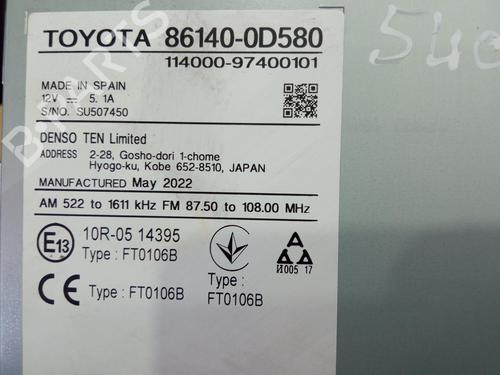 TOYOTA 86140-0D580
114000-97400101
MADE IN SPAIN
12V ⎓ 5.1A
S/NO. SU507450
DENSO TEN Limited
ADDRESS 2-28, Gosho-dori 1-chome
Hyogo-ku, Kobe 652-8510, JAPAN
MANUFACTURED May 2022
AM 522 to 1611 kHz FM 87.50 to 108.00 MHz
E13 10R-05 14395
Type : FT0106B
CE Type : FT0106B
Type :
FT0106B
И005 17
B-PARTS